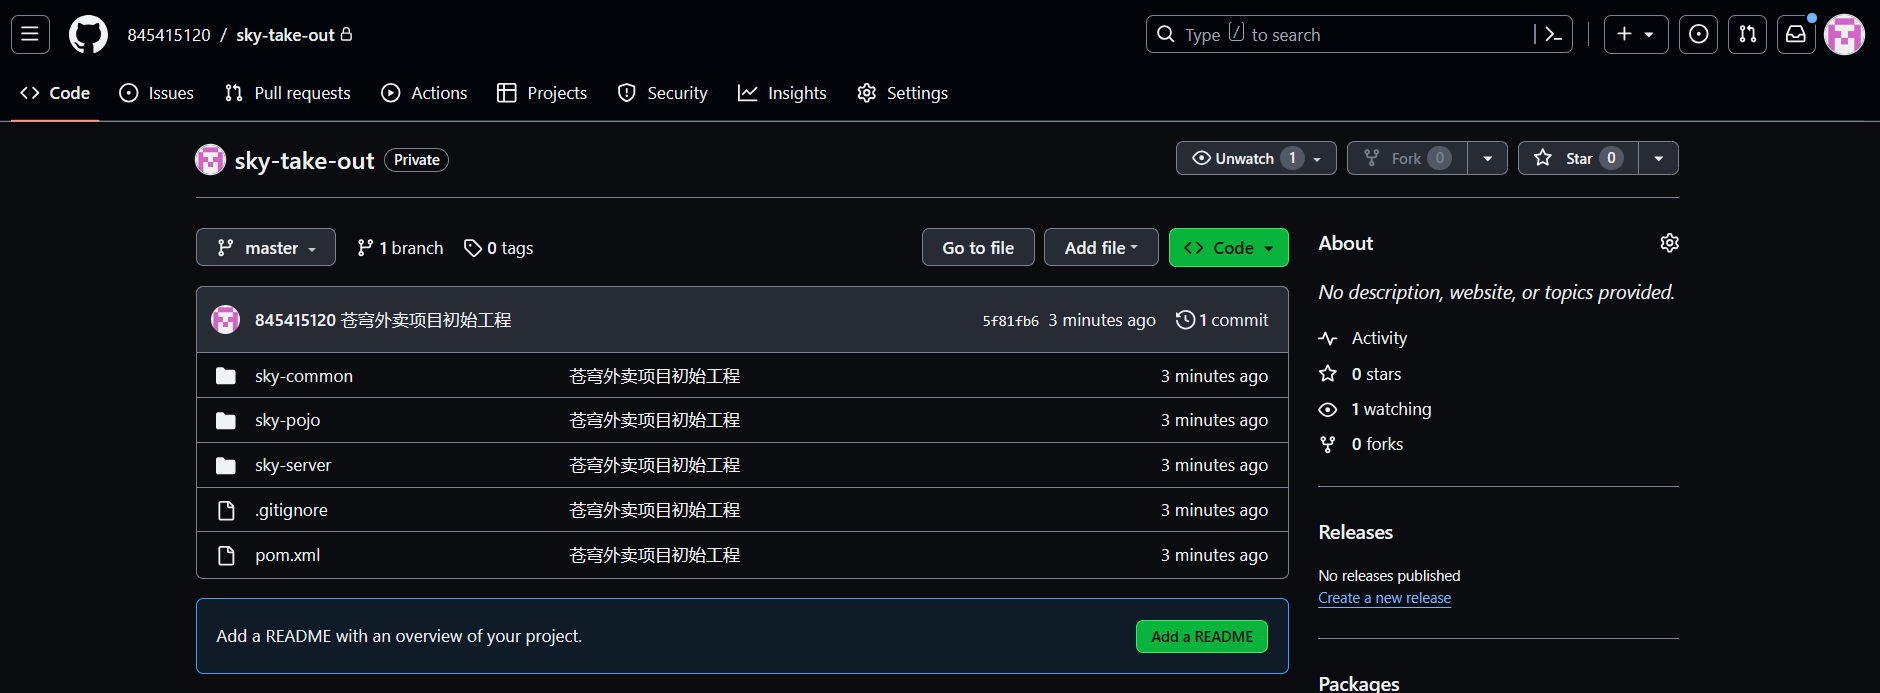 845415120 / sky-take-out
Type / to search
Code Issues Pull requests Actions Projects Security Insights Settings
sky-take-out Private
Unwatch 1 Fork 0 Star 0
master 1 branch 0 tags
Go to file Add file Code
845415120 苍穹外卖项目初始工程 5f81fb6 3 minutes ago 1 commit
sky-common 苍穹外卖项目初始工程 3 minutes ago
sky-pojo 苍穹外卖项目初始工程 3 minutes ago
sky-server 苍穹外卖项目初始工程 3 minutes ago
.gitignore 苍穹外卖项目初始工程 3 minutes ago
pom.xml 苍穹外卖项目初始工程 3 minutes ago
Add a README with an overview of your project. Add a README
About
No description, website, or topics provided.
Activity
0 stars
1 watching
0 forks
Releases
No releases published
Create a new release
Packages